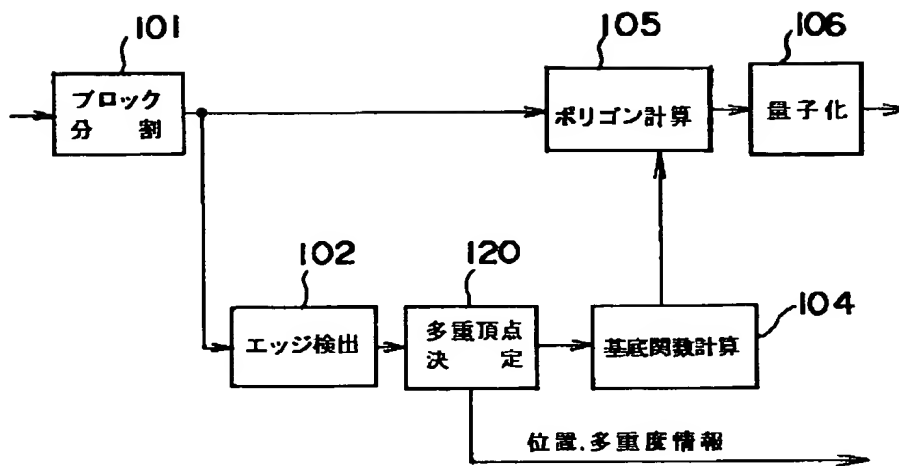 101
ブロック
分割
105
ポリゴン計算
106
量子化
102
エッジ検出
120
多重頂点
決定
104
基底関数計算
位置,多重度情報